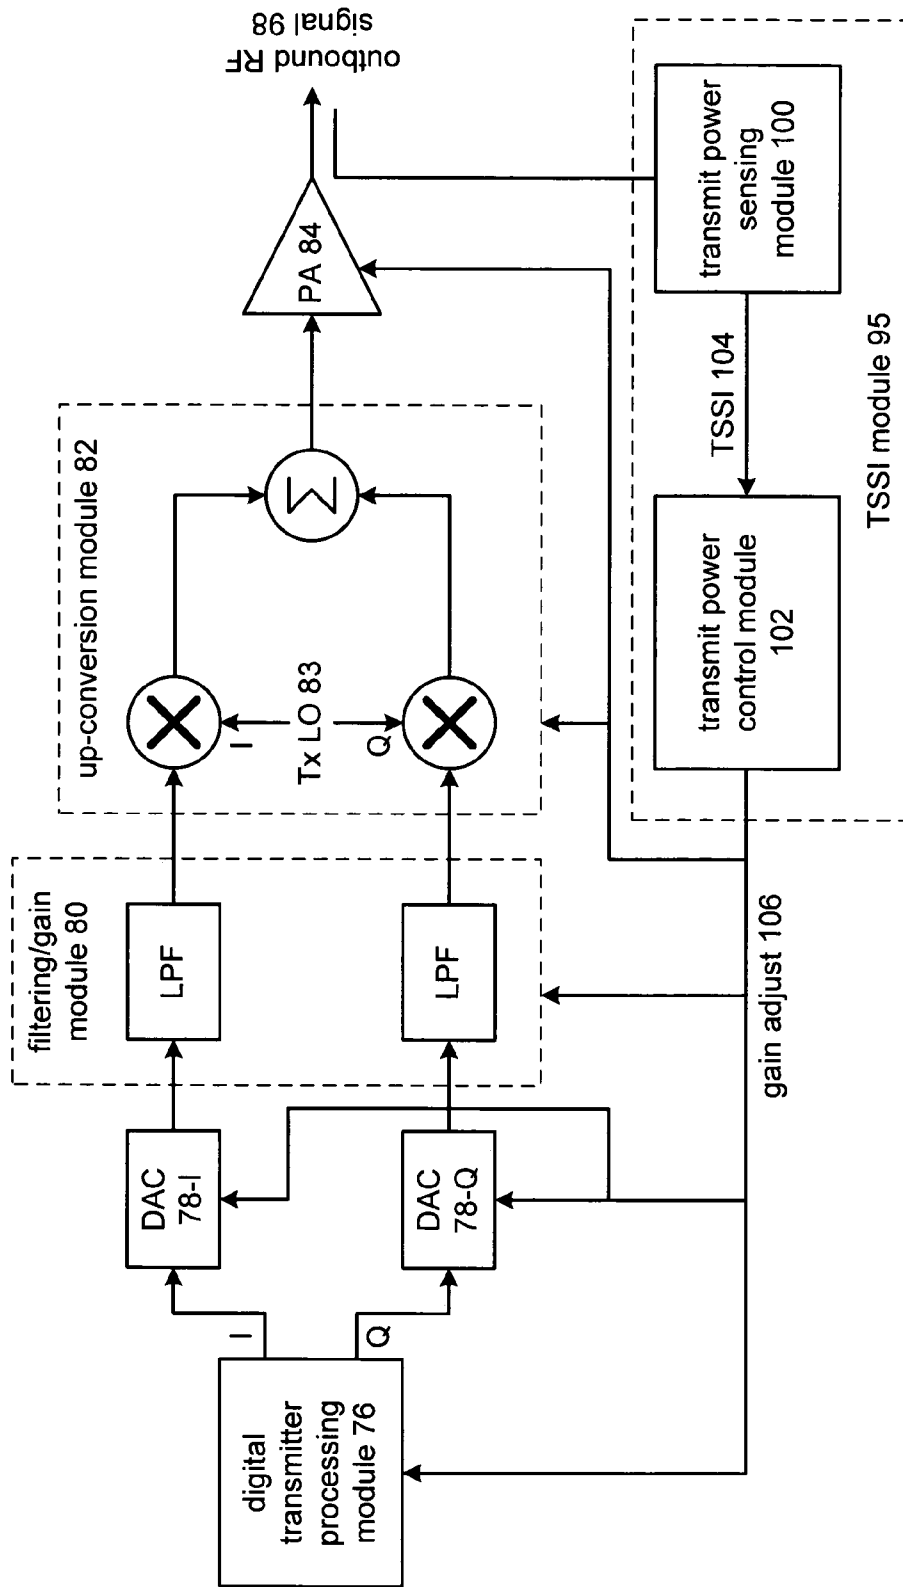 digital
transmitter
processing
module 76
I
Q
DAC
78-I
DAC
78-Q
filtering/gain
module 80
LPF
LPF
up-conversion module 82
I
Tx LO 83
Q
Σ
PA 84
outbound RF
signal 98
transmit power
sensing
module 100
TSSI 104
transmit power
control module
102
TSSI module 95
gain adjust 106